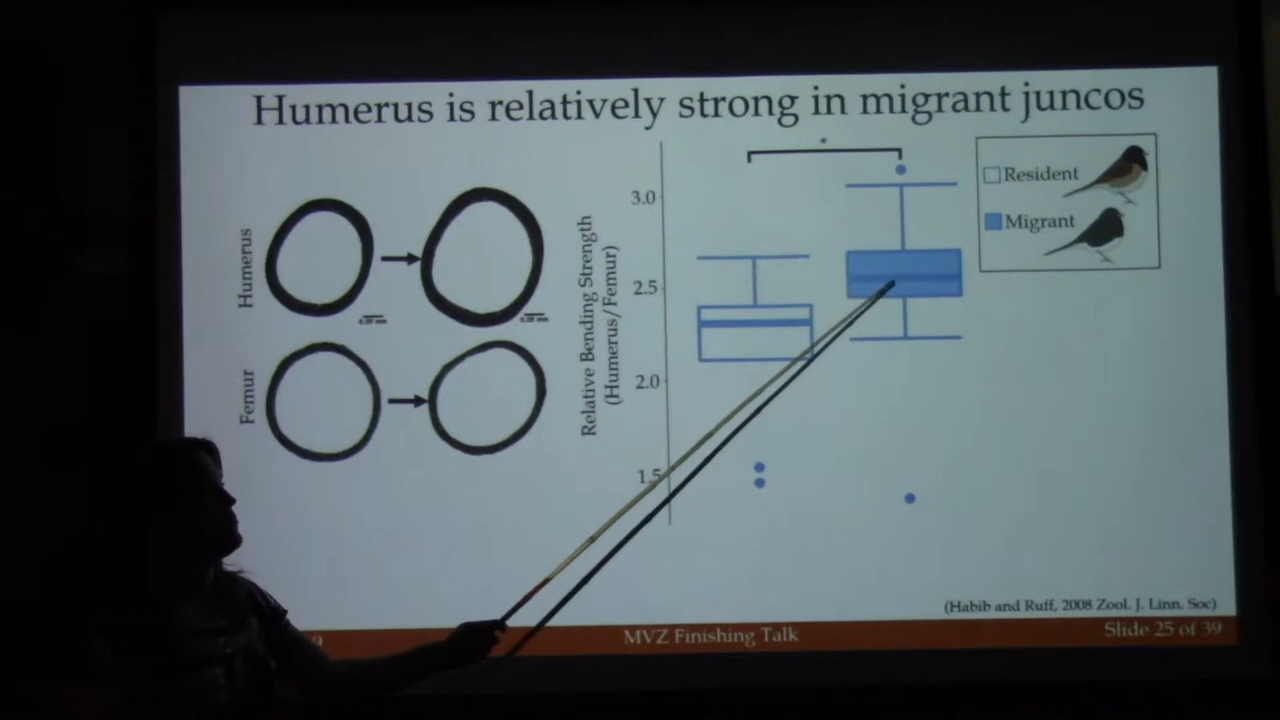 Humerus is relatively strong in migrant juncos
Humerus
Femur
Relative Bending Strength
(Humerus/Femur)
3.0
2.5
2.0
1.5
*
Resident
Migrant
(Habib and Ruff, 2008 Zool. J. Linn. Soc)
9
MVZ Finishing Talk
Slide 25 of 39